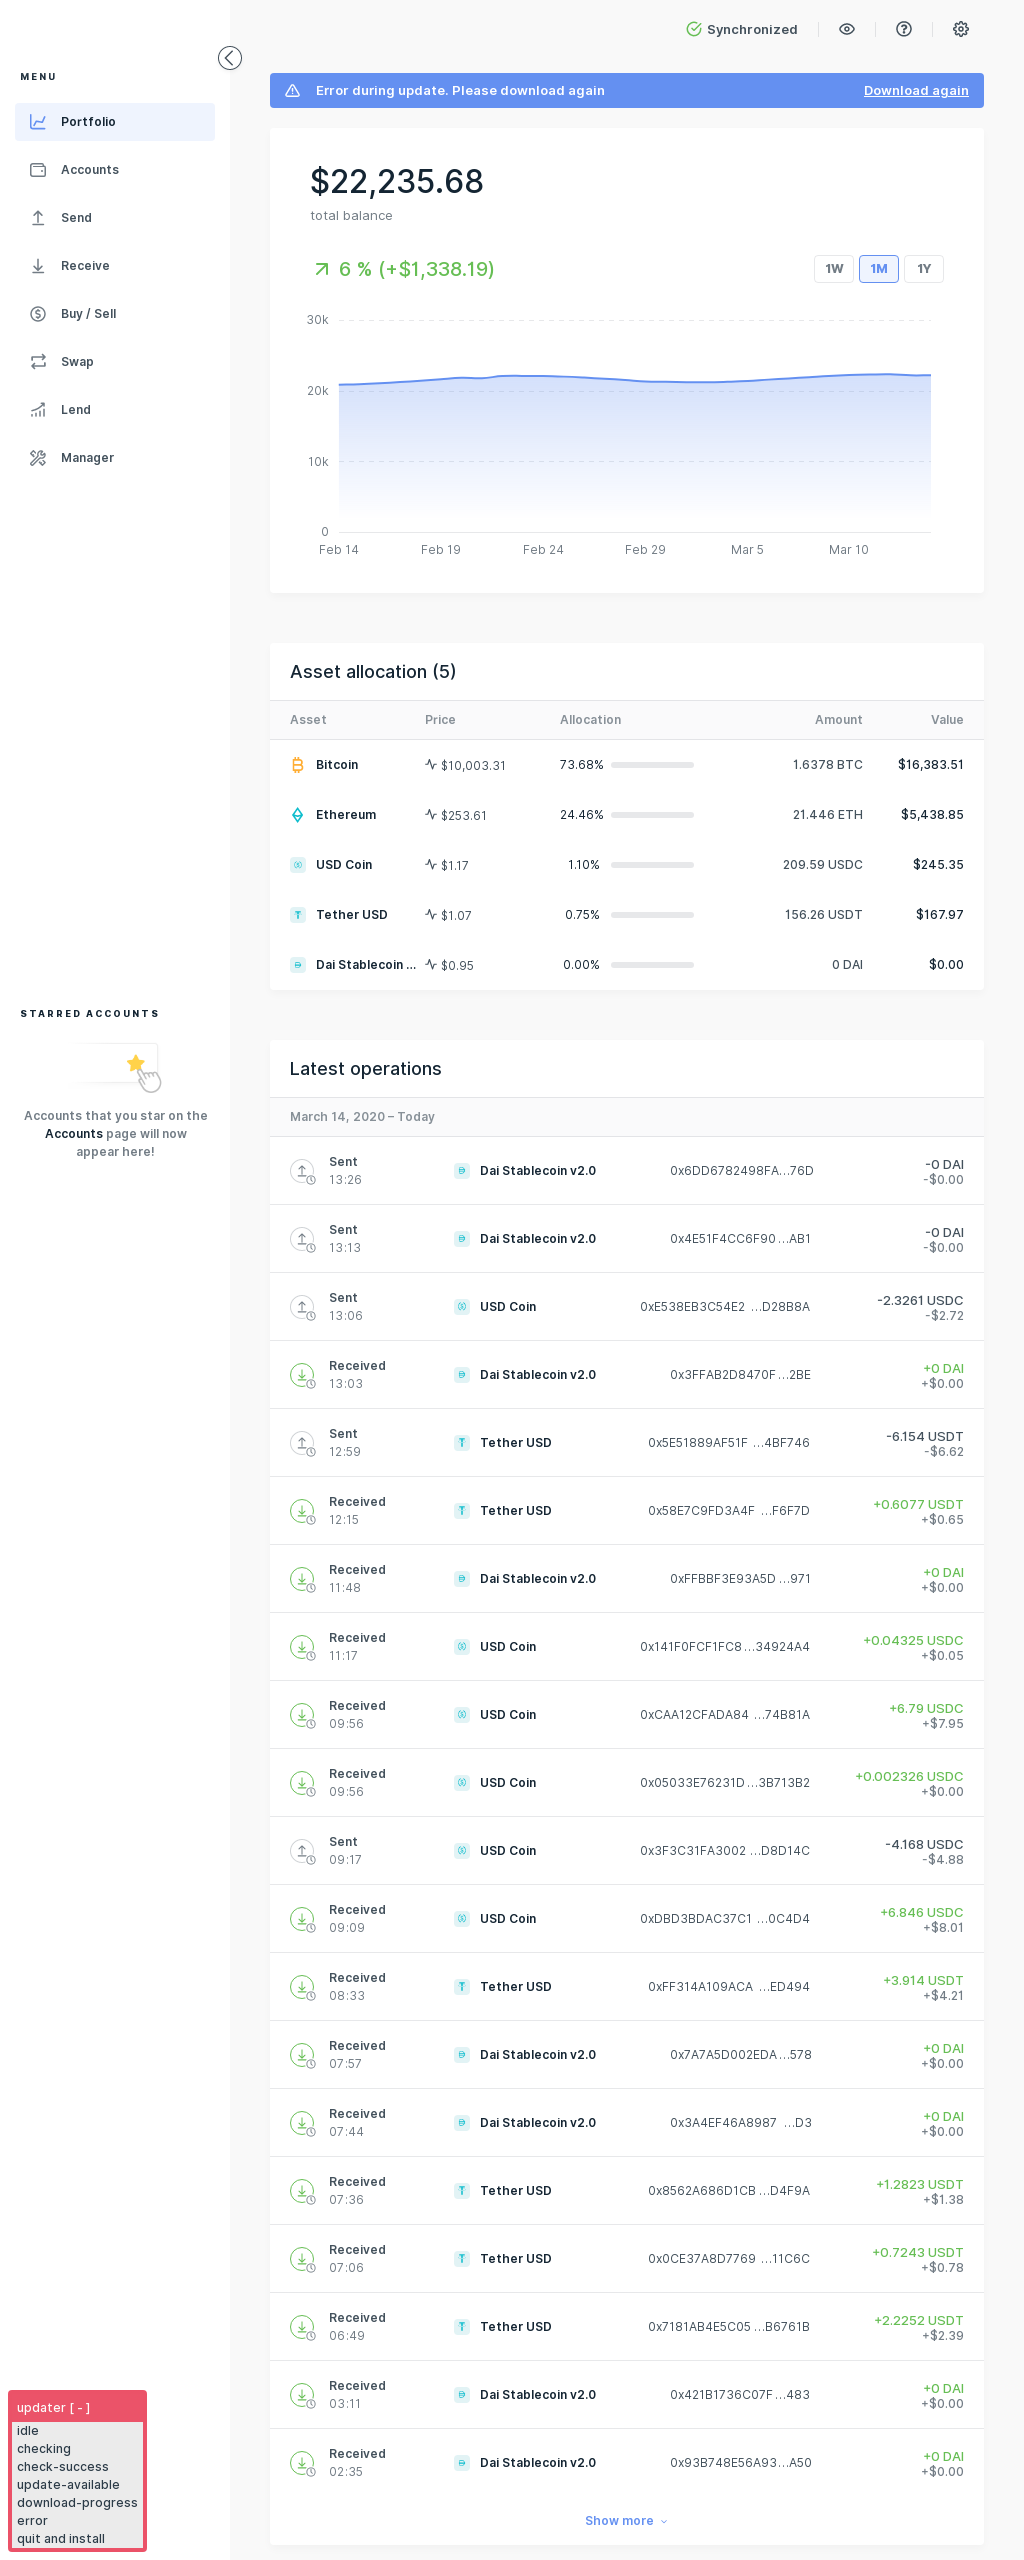 Synchronized
MENU
Portfolio
Accounts
Send
Receive
Buy / Sell
Swap
Lend
Manager
Error during update. Please download again Download again
$22,235.68
total balance
6 % (+$1,338.19) 1W 1M 1Y
30k
20k
10k
0
Feb 14 Feb 19 Feb 24 Feb 29 Mar 5 Mar 10
Asset allocation (5)
Asset Price Allocation Amount Value
Bitcoin $10,003.31 73.68% 1.6378 BTC $16,383.51
Ethereum $253.61 24.46% 21.446 ETH $5,438.85
USD Coin $1.17 1.10% 209.59 USDC $245.35
Tether USD $1.07 0.75% 156.26 USDT $167.97
Dai Stablecoin ... $0.95 0.00% 0 DAI $0.00
STARRED ACCOUNTS
Accounts that you star on the
Accounts page will now
appear here!
Latest operations
March 14, 2020 – Today
Sent
13:26 Dai Stablecoin v2.0 0x6DD6782498FA...76D -0 DAI
-$0.00
Sent
13:13 Dai Stablecoin v2.0 0x4E51F4CC6F90...AB1 -0 DAI
-$0.00
Sent
13:06 USD Coin 0xE538EB3C54E2 ...D28B8A -2.3261 USDC
-$2.72
Received
13:03 Dai Stablecoin v2.0 0x3FFAB2D8470F...2BE +0 DAI
+$0.00
Sent
12:59 Tether USD 0x5E51889AF51F ...4BF746 -6.154 USDT
-$6.62
Received
12:15 Tether USD 0x58E7C9FD3A4F ...F6F7D +0.6077 USDT
+$0.65
Received
11:48 Dai Stablecoin v2.0 0xFFBBF3E93A5D ...971 +0 DAI
+$0.00
Received
11:17 USD Coin 0x141F0FCF1FC8...34924A4 +0.04325 USDC
+$0.05
Received
09:56 USD Coin 0xCAA12CFADA84 ...74B81A +6.79 USDC
+$7.95
Received
09:56 USD Coin 0x05033E76231D...3B713B2 +0.002326 USDC
+$0.00
Sent
09:17 USD Coin 0x3F3C31FA3002 ...D8D14C -4.168 USDC
-$4.88
Received
09:09 USD Coin 0xDBD3BDAC37C1 ...0C4D4 +6.846 USDC
+$8.01
Received
08:33 Tether USD 0xFF314A109ACA ...ED494 +3.914 USDT
+$4.21
Received
07:57 Dai Stablecoin v2.0 0x7A7A5D002EDA...578 +0 DAI
+$0.00
Received
07:44 Dai Stablecoin v2.0 0x3A4EF46A8987 ...D3 +0 DAI
+$0.00
Received
07:36 Tether USD 0x8562A686D1CB ...D4F9A +1.2823 USDT
+$1.38
Received
07:06 Tether USD 0x0CE37A8D7769 ...11C6C +0.7243 USDT
+$0.78
Received
06:49 Tether USD 0x7181AB4E5C05 ...B6761B +2.2252 USDT
+$2.39
Received
03:11 Dai Stablecoin v2.0 0x421B1736C07F...483 +0 DAI
+$0.00
Received
02:35 Dai Stablecoin v2.0 0x93B748E56A93...A50 +0 DAI
+$0.00
Show more
updater [ - ]
idle
checking
check-success
update-available
download-progress
error
quit and install